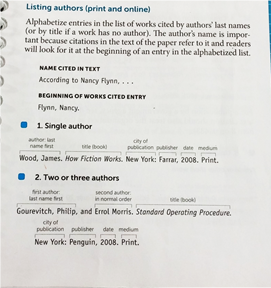 Listing authors (print and online)
Alphabetize entries in the list of works cited by authors' last names
(or by title if a work has no author). The author's name is impor-
tant because citations in the text of the paper refer to it and readers
will look for it at the beginning of an entry in the alphabetized list.
NAME CITED IN TEXT
According to Nancy Flynn, . . .
BEGINNING OF WORKS CITED ENTRY
Flynn, Nancy.
1. Single author
author: last
name first title (book) city of
publication publisher date medium
Wood, James. How Fiction Works. New York: Farrar, 2008. Print.
2. Two or three authors
first author:
last name first second author:
in normal order title (book)
Gourevitch, Philip, and Errol Morris. Standard Operating Procedure.
city of
publication publisher date medium
New York: Penguin, 2008. Print.